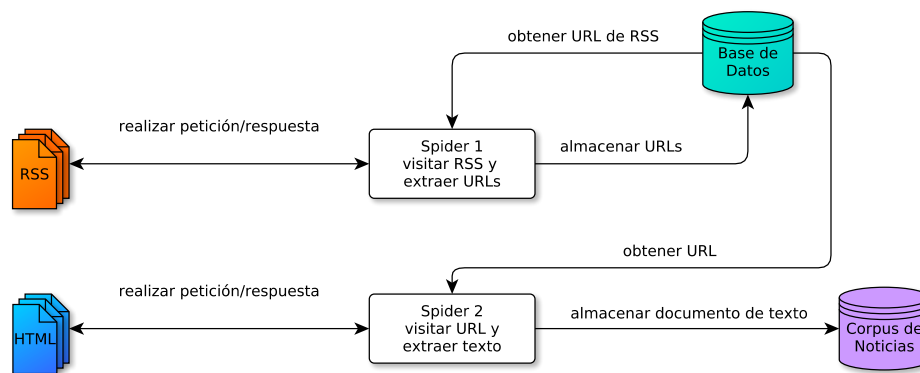 obtener URL de RSS
Base de
Datos
realizar petición/respuesta
RSS
Spider 1
visitar RSS y
extraer URLs
almacenar URLs
obtener URL
realizar petición/respuesta
HTML
Spider 2
visitar URL y
extraer texto
almacenar documento de texto
Corpus de
Noticias